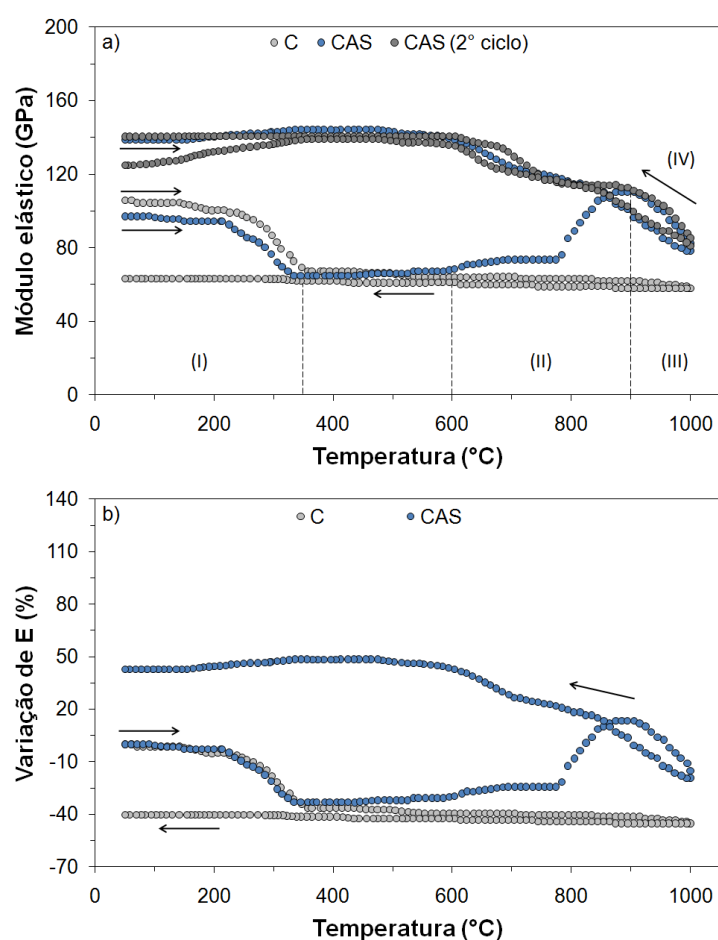 a)
C CAS CAS (2° ciclo)
200
160
120
80
40
0
Módulo elástico (GPa)
(IV)
(I) (II) (III)
0 200 400 600 800 1000
Temperatura (°C)
b)
C CAS
140
110
80
50
20
-10
-40
-70
Variação de E (%)
0 200 400 600 800 1000
Temperatura (°C)